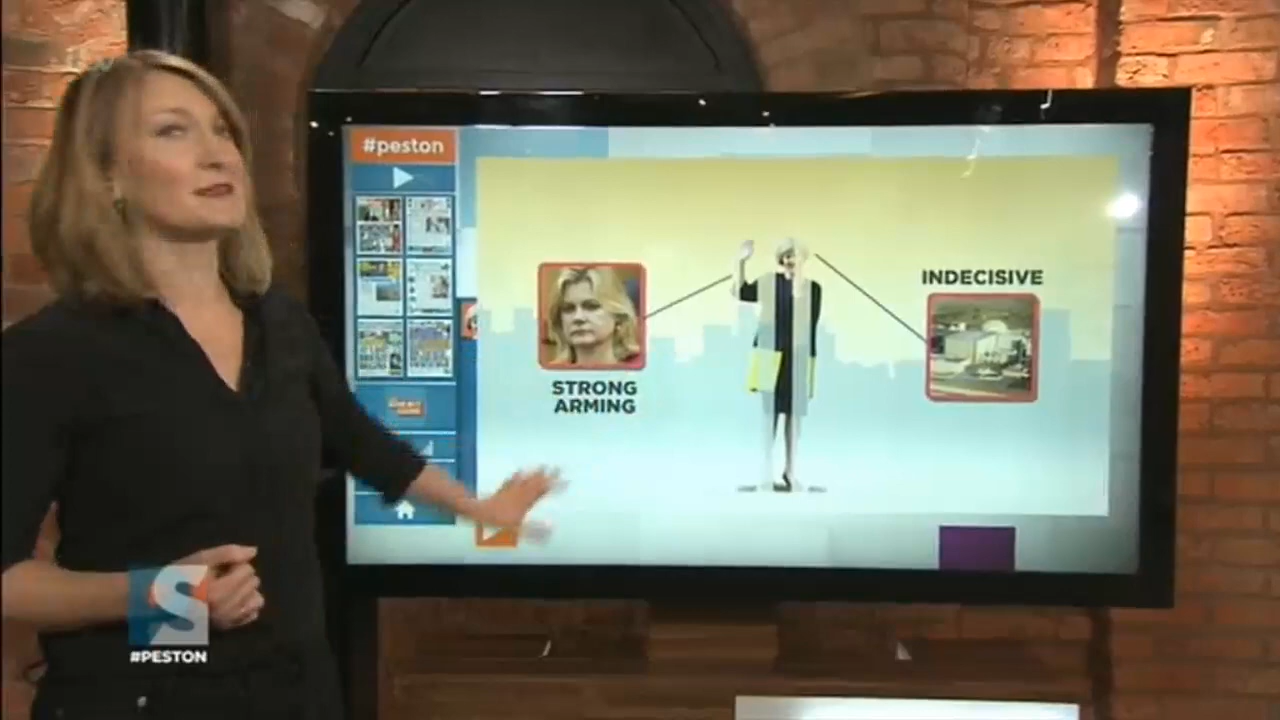 #peston
INDECISIVE
STRONG
ARMING
S
#PESTON